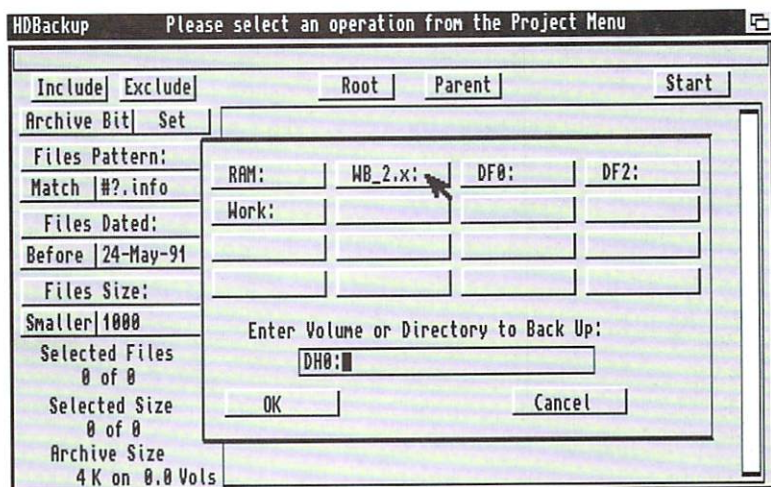 HDBackup Please select an operation from the Project Menu
Include Exclude Root Parent Start
Archive Bit Set
Files Pattern:
Match #?.info
Files Dated:
Before 24-May-91
Files Size:
Smaller 1000
Selected Files
0 of 0
Selected Size
0 of 0
Archive Size
4K on 0.0 Vols
RAM: WB_2.x: DF0: DF2:
Work:
Enter Volume or Directory to Back Up:
DH0:
OK Cancel